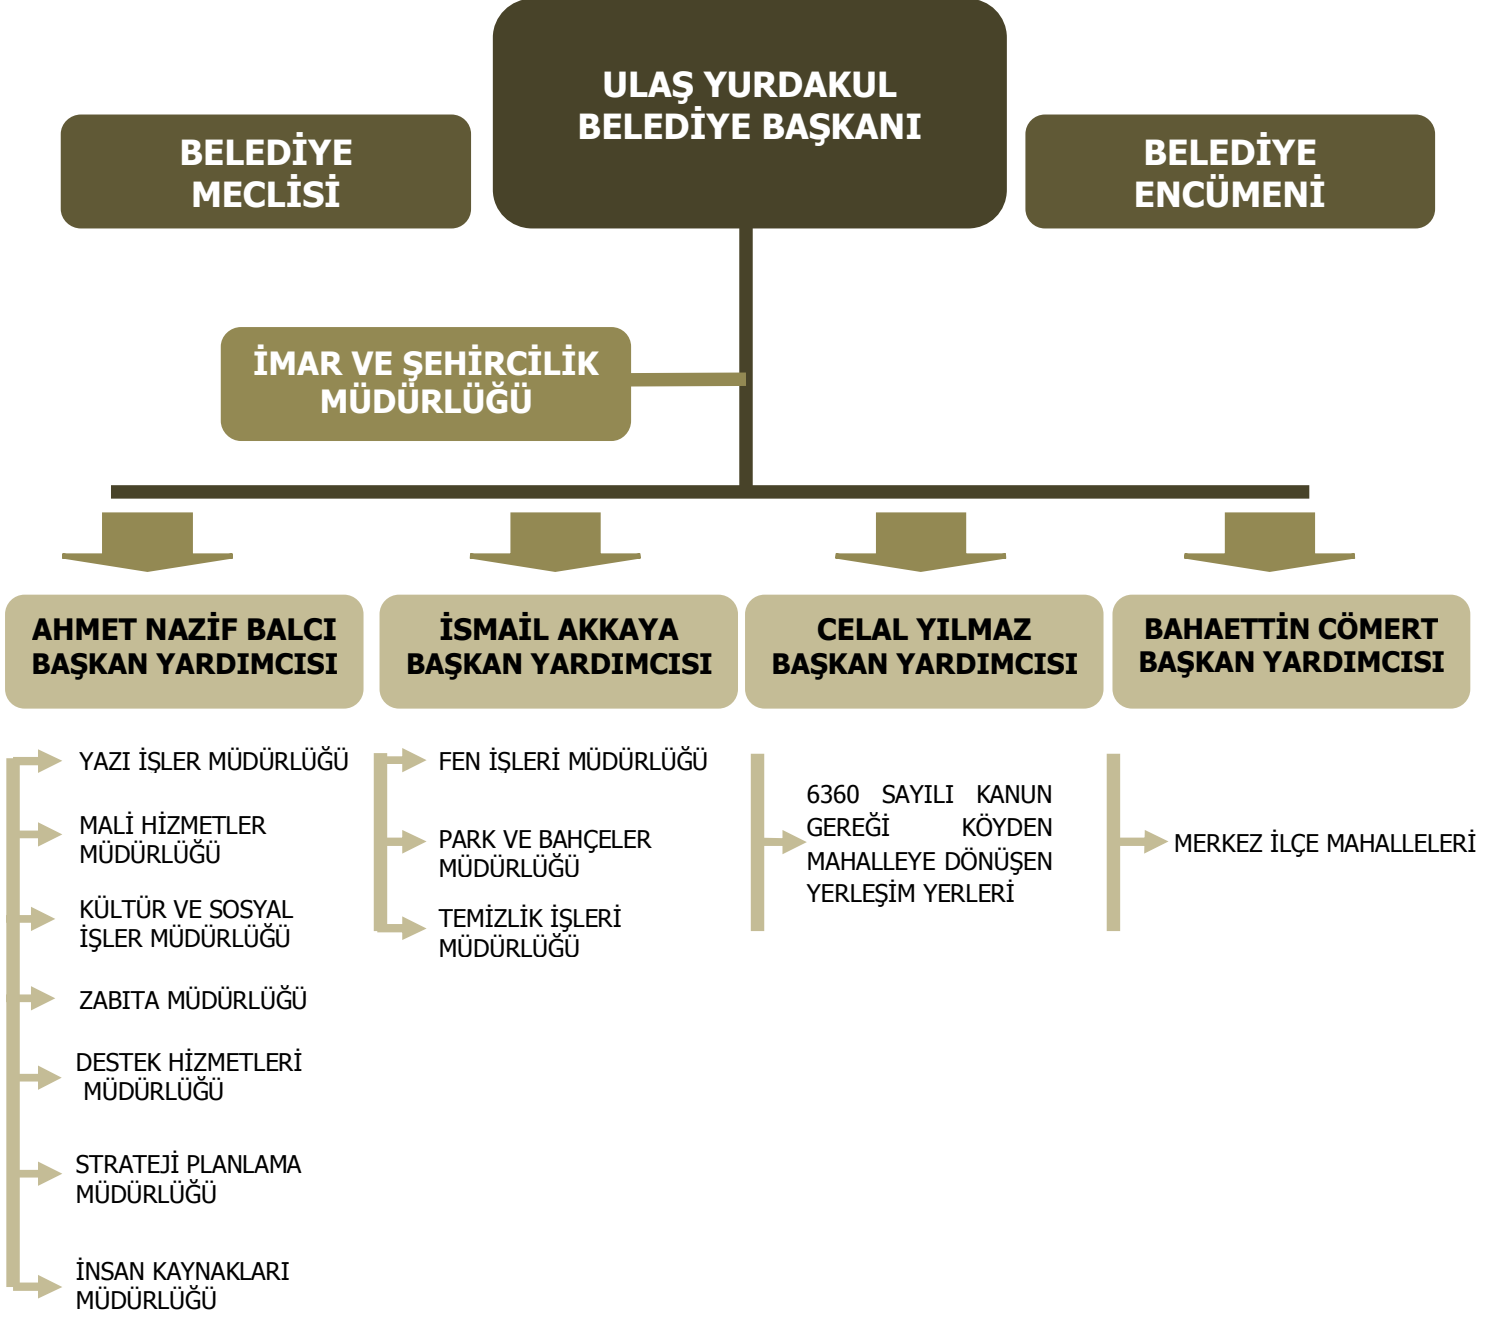 ULAŞ YURDAKUL
BELEDİYE BAŞKANI
BELEDİYE
MECLİSİ
BELEDİYE
ENCÜMENİ
İMAR VE ŞEHİRCİLİK
MÜDÜRLÜĞÜ
AHMET NAZİF BALCI
BAŞKAN YARDIMCISI
İSMAİL AKKAYA
BAŞKAN YARDIMCISI
CELAL YILMAZ
BAŞKAN YARDIMCISI
BAHAETTİN CÖMERT
BAŞKAN YARDIMCISI
YAZI İŞLER MÜDÜRLÜĞÜ
MALİ HİZMETLER
MÜDÜRLÜĞÜ
KÜLTÜR VE SOSYAL
İŞLER MÜDÜRLÜĞÜ
ZABITA MÜDÜRLÜĞÜ
DESTEK HİZMETLERİ
MÜDÜRLÜĞÜ
STRATEJİ PLANLAMA
MÜDÜRLÜĞÜ
İNSAN KAYNAKLARI
MÜDÜRLÜĞÜ
FEN İŞLERİ MÜDÜRLÜĞÜ
PARK VE BAHÇELER
MÜDÜRLÜĞÜ
TEMİZLİK İŞLERİ
MÜDÜRLÜĞÜ
6360 SAYILI KANUN
GEREĞİ KÖYDEN
MAHALLEYE DÖNÜŞEN
YERLEŞİM YERLERİ
MERKEZ İLÇE MAHALLELERİ